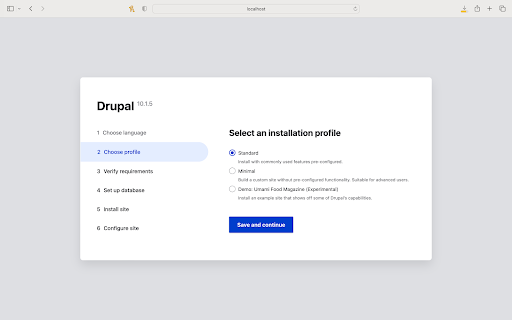 localhost
Drupal 10.1.5
1 Choose language
2 Choose profile
3 Verify requirements
4 Set up database
5 Install site
6 Configure site
Select an installation profile
Standard
Install with commonly used features pre-configured.
Minimal
Build a custom site without pre-configured functionality. Suitable for advanced users.
Demo: Umami Food Magazine (Experimental)
Install an example site that shows off some of Drupal's capabilities.
Save and continue